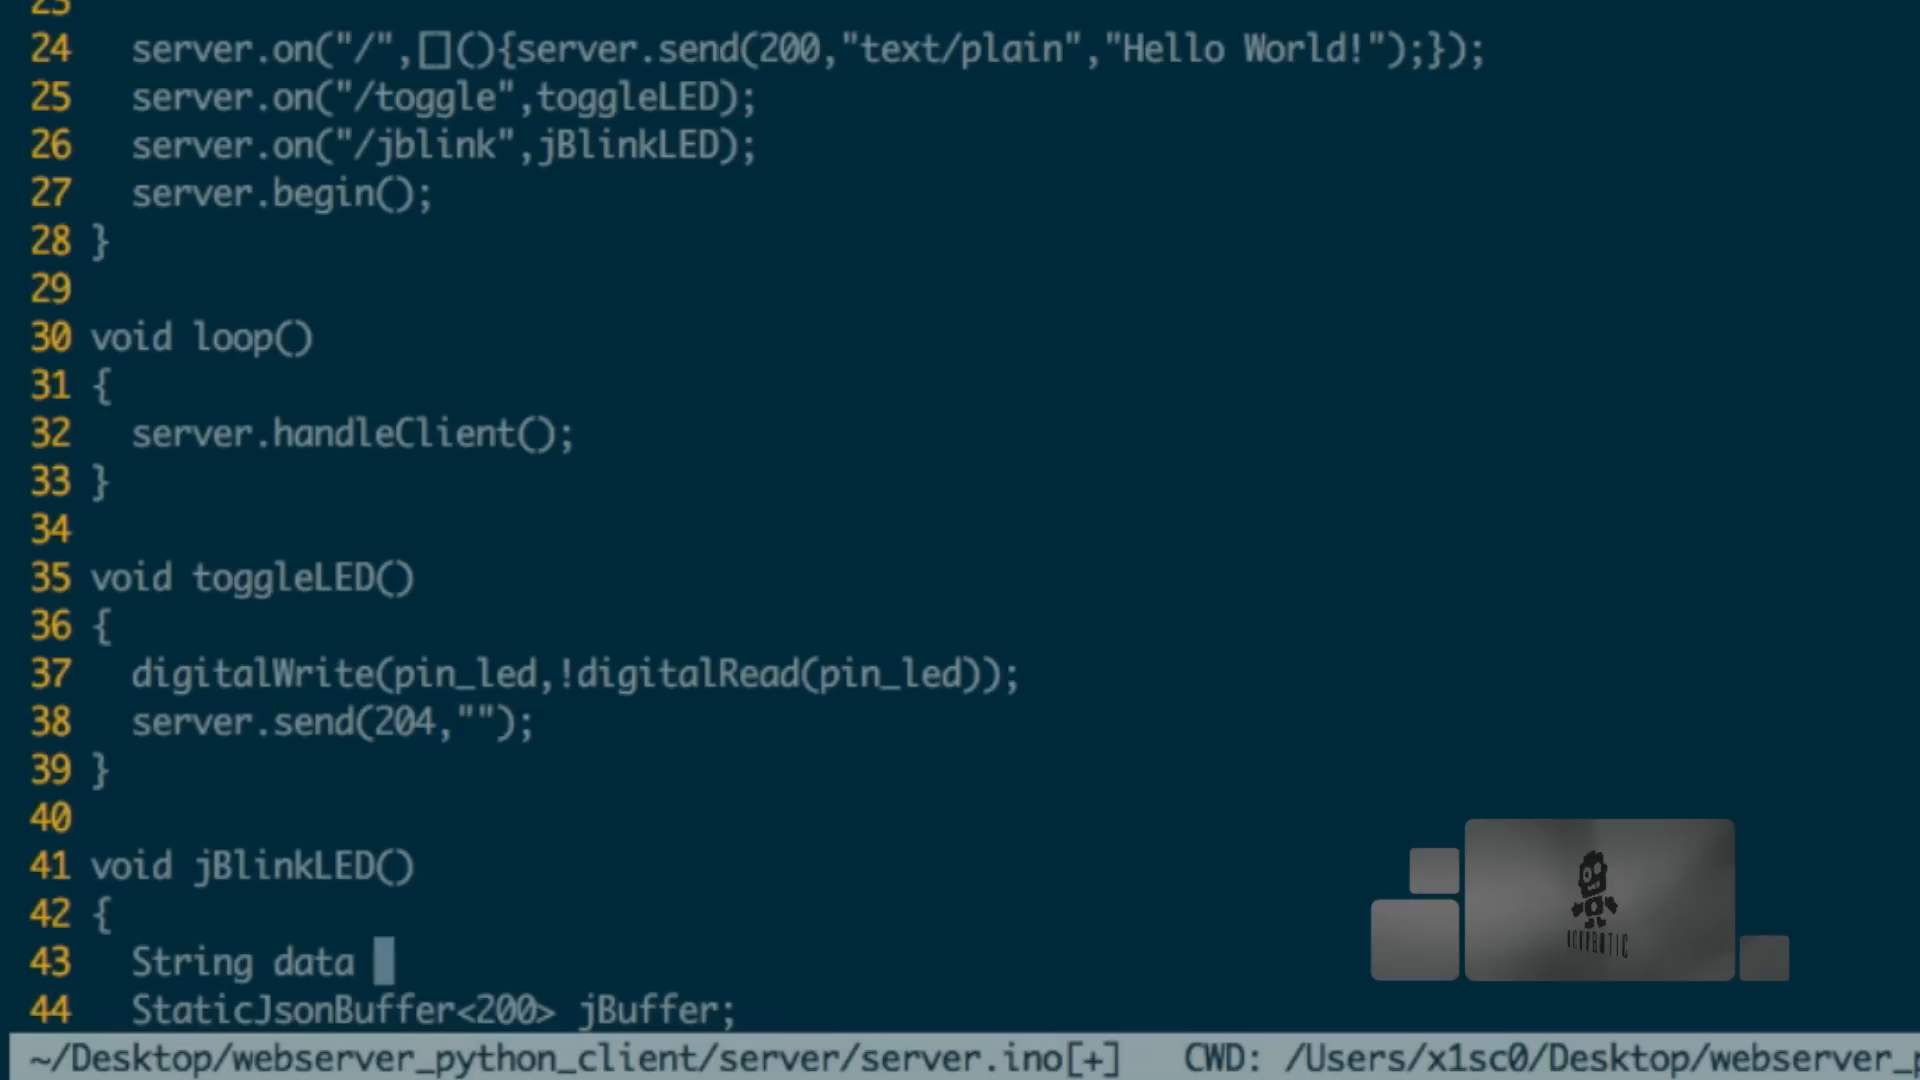 23
24 server.on("/",[](){server.send(200,"text/plain","Hello World!");});
25 server.on("/toggle",toggleLED);
26 server.on("/jblink",jBlinkLED);
27 server.begin();
28 }
29
30 void loop()
31 {
32 server.handleClient();
33 }
34
35 void toggleLED()
36 {
37 digitalWrite(pin_led,!digitalRead(pin_led));
38 server.send(204,"");
39 }
40
41 void jBlinkLED()
42 {
43 String data
44 StaticJsonBuffer<200> jBuffer;
~/Desktop/webserver_python_client/server/server.ino[+] CWD: /Users/x1sc0/Desktop/webserver_p